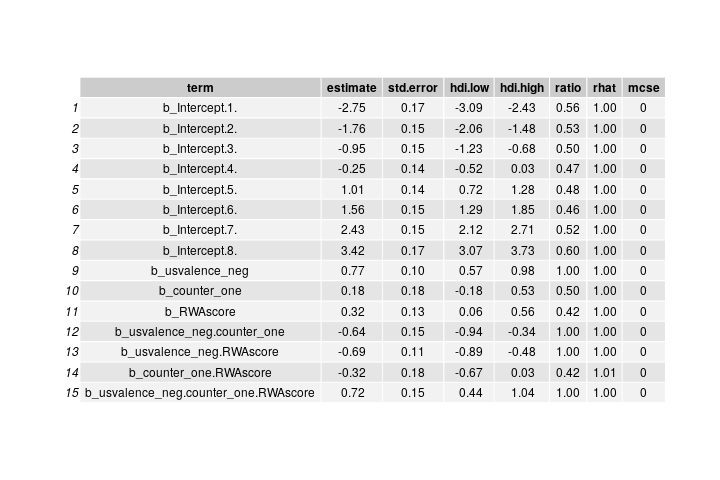 term estimate std.error hdi.low hdi.high ratio rhat mcse
1 b_Intercept.1. -2.75 0.17 -3.09 -2.43 0.56 1.00 0
2 b_Intercept.2. -1.76 0.15 -2.06 -1.48 0.53 1.00 0
3 b_Intercept.3. -0.95 0.15 -1.23 -0.68 0.50 1.00 0
4 b_Intercept.4. -0.25 0.14 -0.52 0.03 0.47 1.00 0
5 b_Intercept.5. 1.01 0.14 0.72 1.28 0.48 1.00 0
6 b_Intercept.6. 1.56 0.15 1.29 1.85 0.46 1.00 0
7 b_Intercept.7. 2.43 0.15 2.12 2.71 0.52 1.00 0
8 b_Intercept.8. 3.42 0.17 3.07 3.73 0.60 1.00 0
9 b_usvalence_neg 0.77 0.10 0.57 0.98 1.00 1.00 0
10 b_counter_one 0.18 0.18 -0.18 0.53 0.50 1.00 0
11 b_RWAscore 0.32 0.13 0.06 0.56 0.42 1.00 0
12 b_usvalence_neg.counter_one -0.64 0.15 -0.94 -0.34 1.00 1.00 0
13 b_usvalence_neg.RWAscore -0.69 0.11 -0.89 -0.48 1.00 1.00 0
14 b_counter_one.RWAscore -0.32 0.18 -0.67 0.03 0.42 1.01 0
15 b_usvalence_neg.counter_one.RWAscore 0.72 0.15 0.44 1.04 1.00 1.00 0